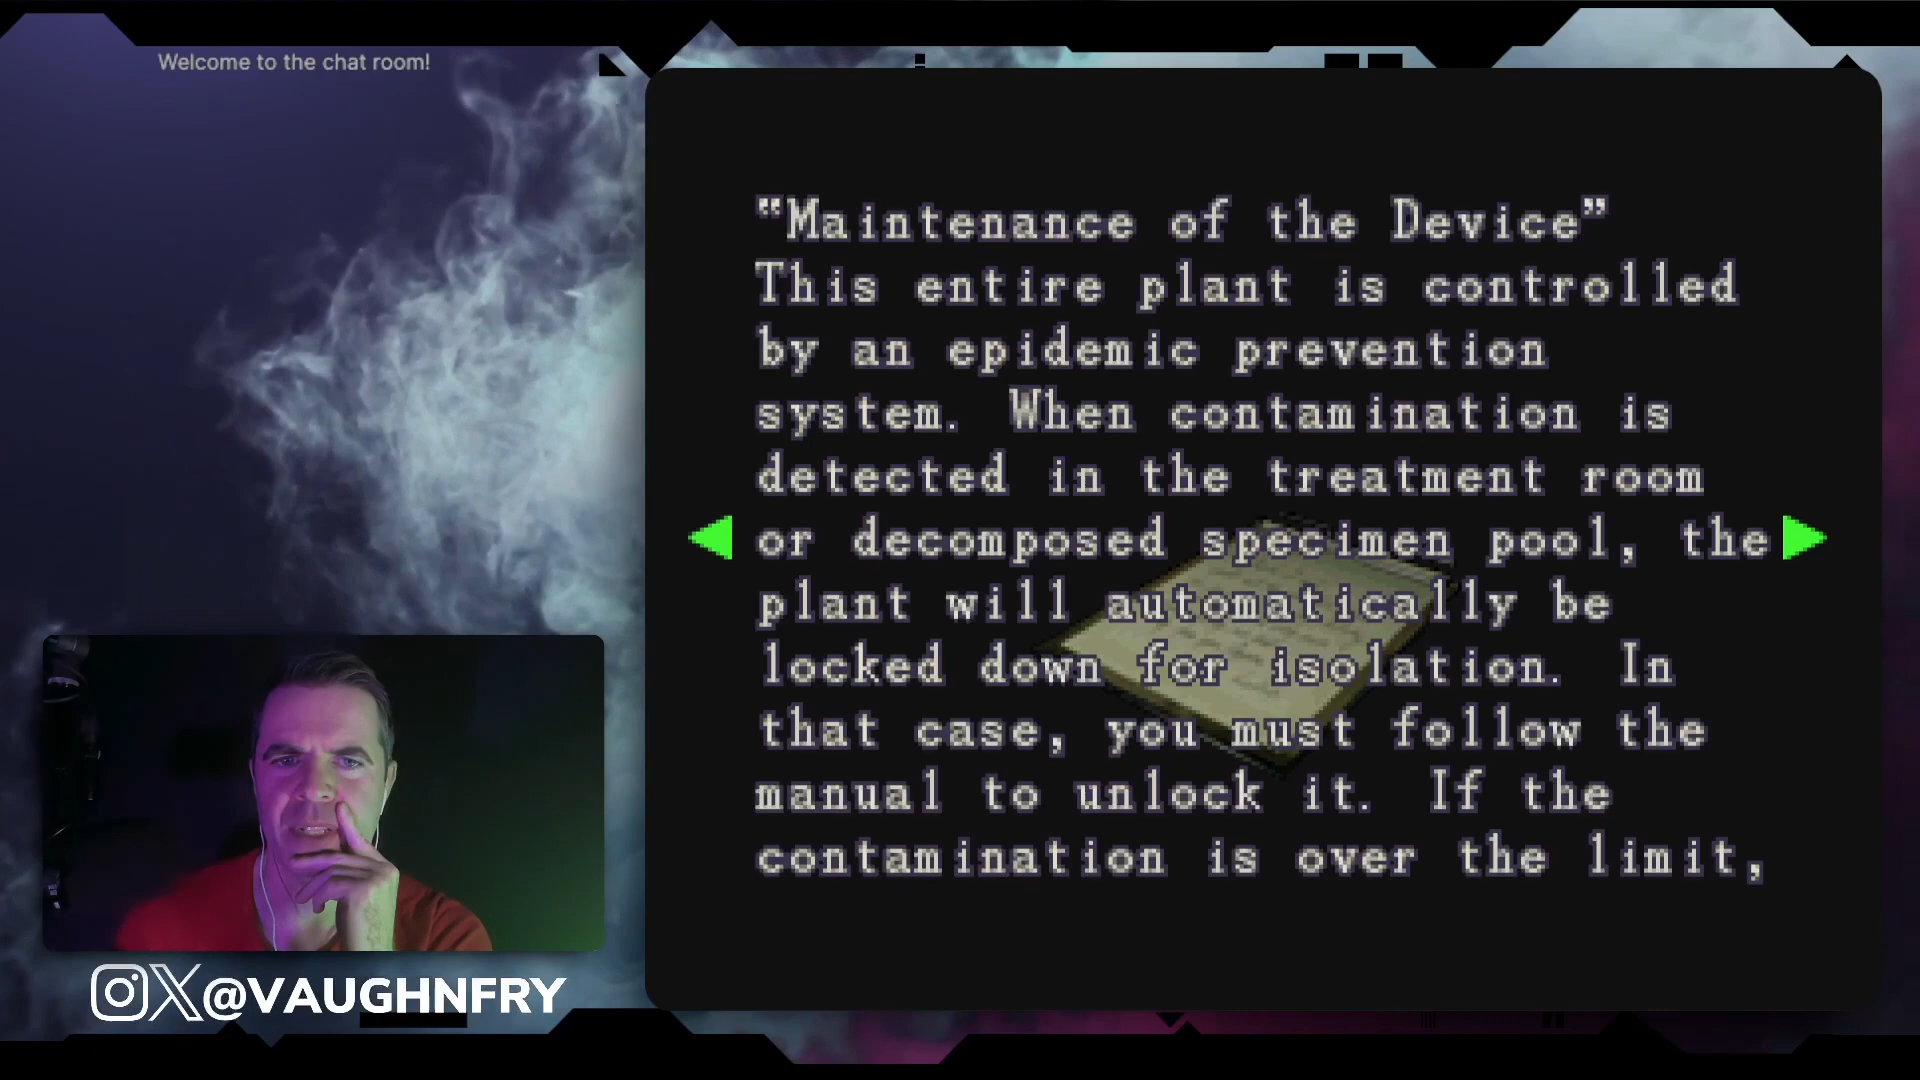 Welcome to the chat room!
"Maintenance of the Device"
This entire plant is controlled
by an epidemic prevention
system. When contamination is
detected in the treatment room
or decomposed specimen pool, the
plant will automatically be
locked down for isolation. In
that case, you must follow the
manual to unlock it. If the
contamination is over the limit,
@VAUGHNFRY